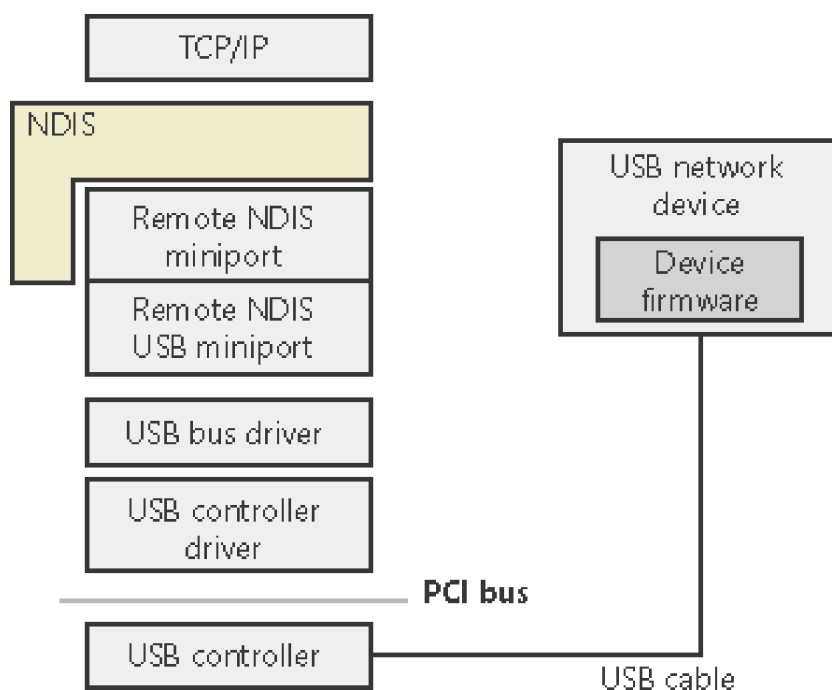 TCP/IP
NDIS
Remote NDIS
miniport
Remote NDIS
USB miniport
USB bus driver
USB controller
driver
PCI bus
USB controller
USB network
device
Device
firmware
USB cable